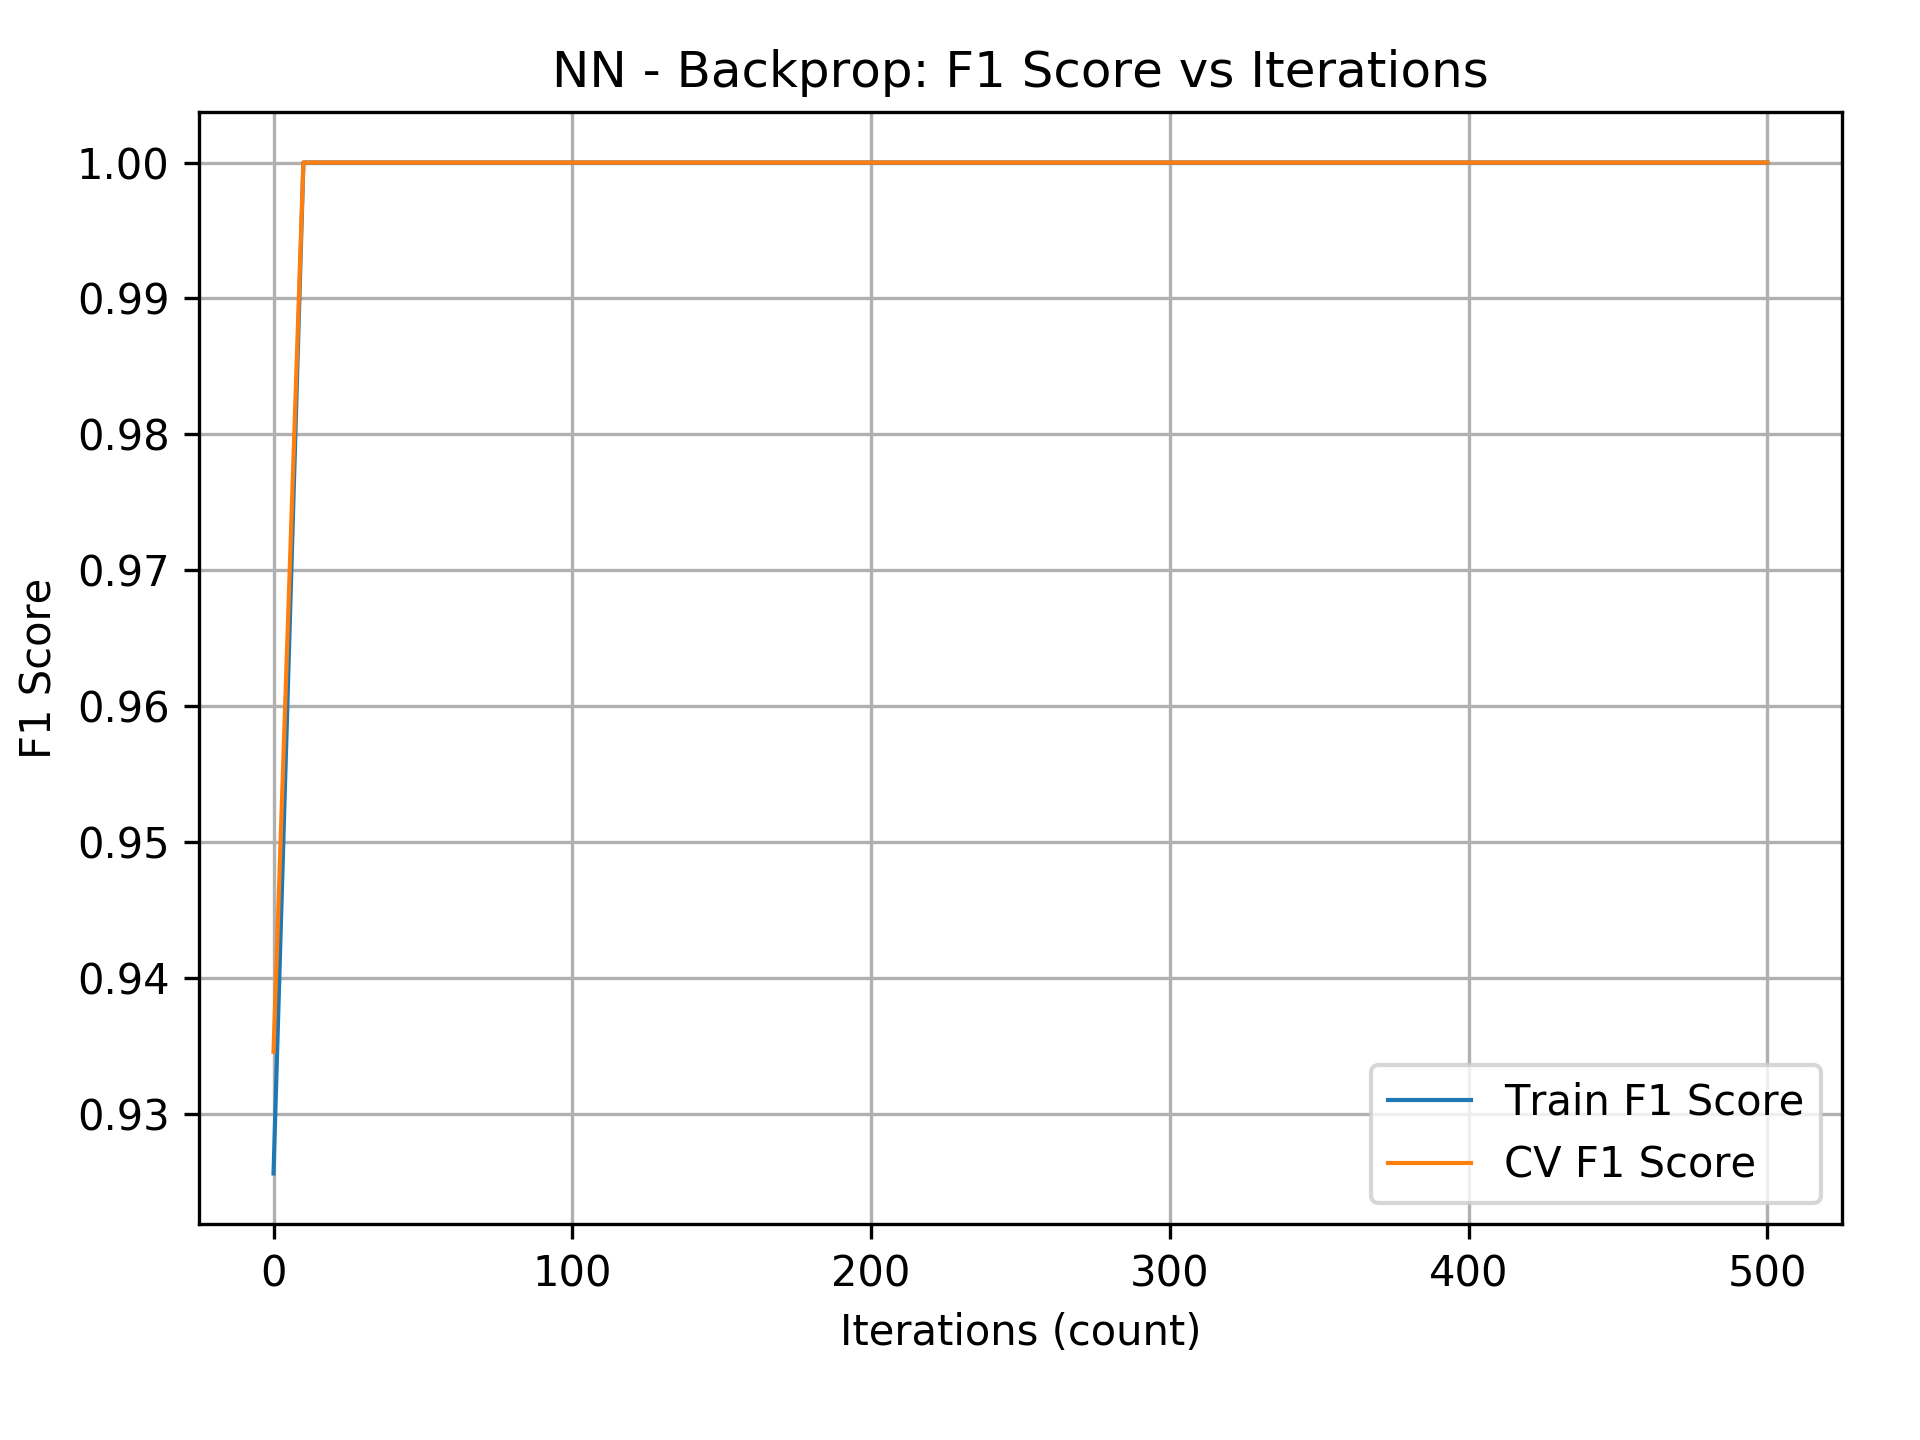 NN - Backprop: F1 Score vs Iterations
1.00
0.99
0.98
0.97
0.96
0.95
0.94
0.93
F1 Score
Train F1 Score
CV F1 Score
0 100 200 300 400 500
Iterations (count)